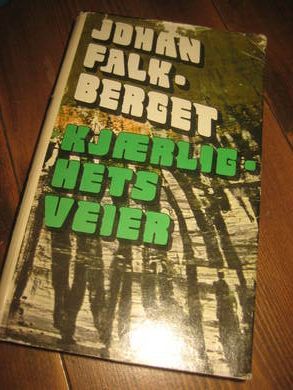 JOHAN
FALK-
BERGET
KJÆRLIG-
HETS
VEIER